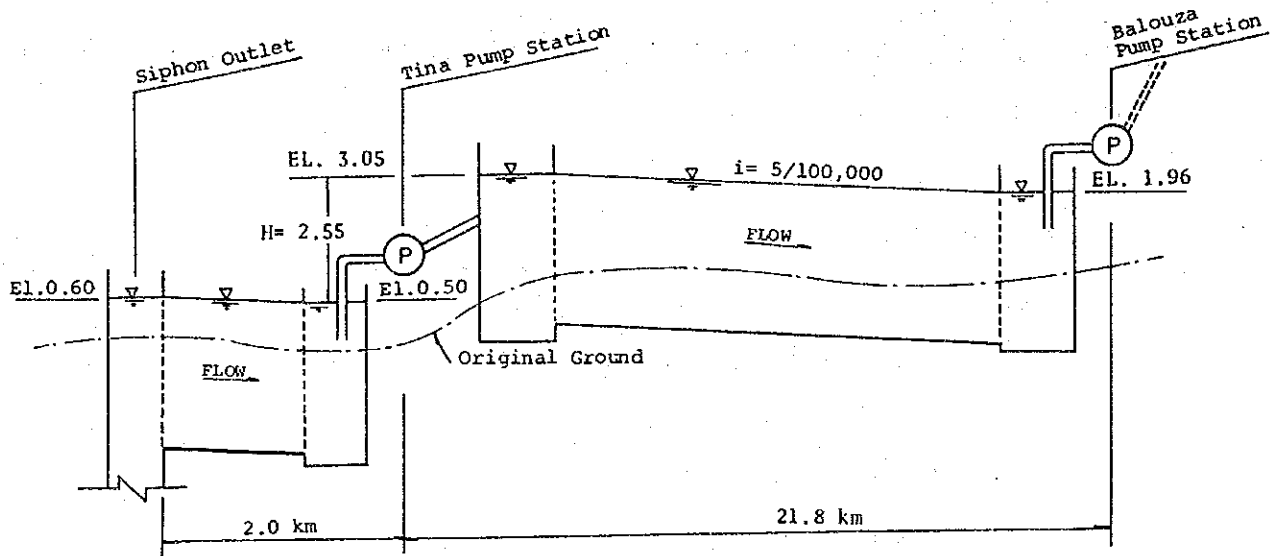 Balouza
Pump Station
Siphon Outlet
Tina Pump Station
EL. 3.05
i= 5/100,000
EL. 1.96
H= 2.55
P
P
FLOW
El.0.60
El.0.50
Original Ground
FLOW
2.0 km
21.8 km